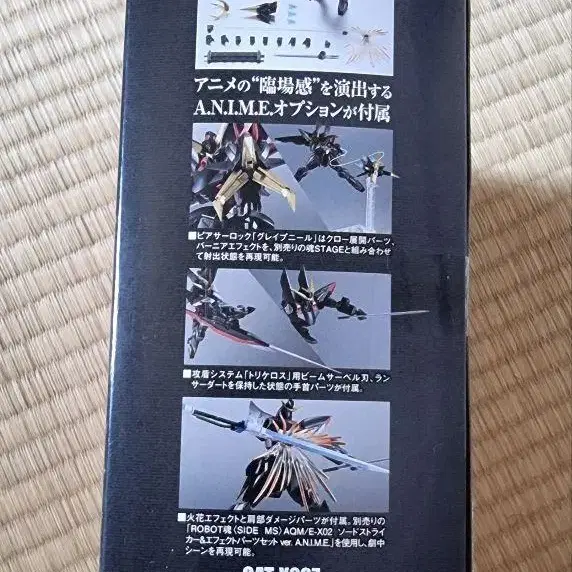 アニメの“臨場感”を演出する
A.N.I.M.E.オプションが付属
■ピアサーロック「グレイプニール」はクロー展開パーツ、
バーニアエフェクトを、別売りの魂STAGEと組み合わせ
て射出状態を再現可能。
■攻盾システム「トリケロス」用ビームサーベル刃、ラン
サーダートを保持した状態の手首パーツが付属。
■火花エフェクトと肩部ダメージパーツが付属。別売りの
「ROBOT魂〈SIDE MS〉AQM/E-X02 ソードストライ
カー&エフェクトパーツセット ver. A.N.I.M.E.」を使用し、劇中
シーンを再現可能。